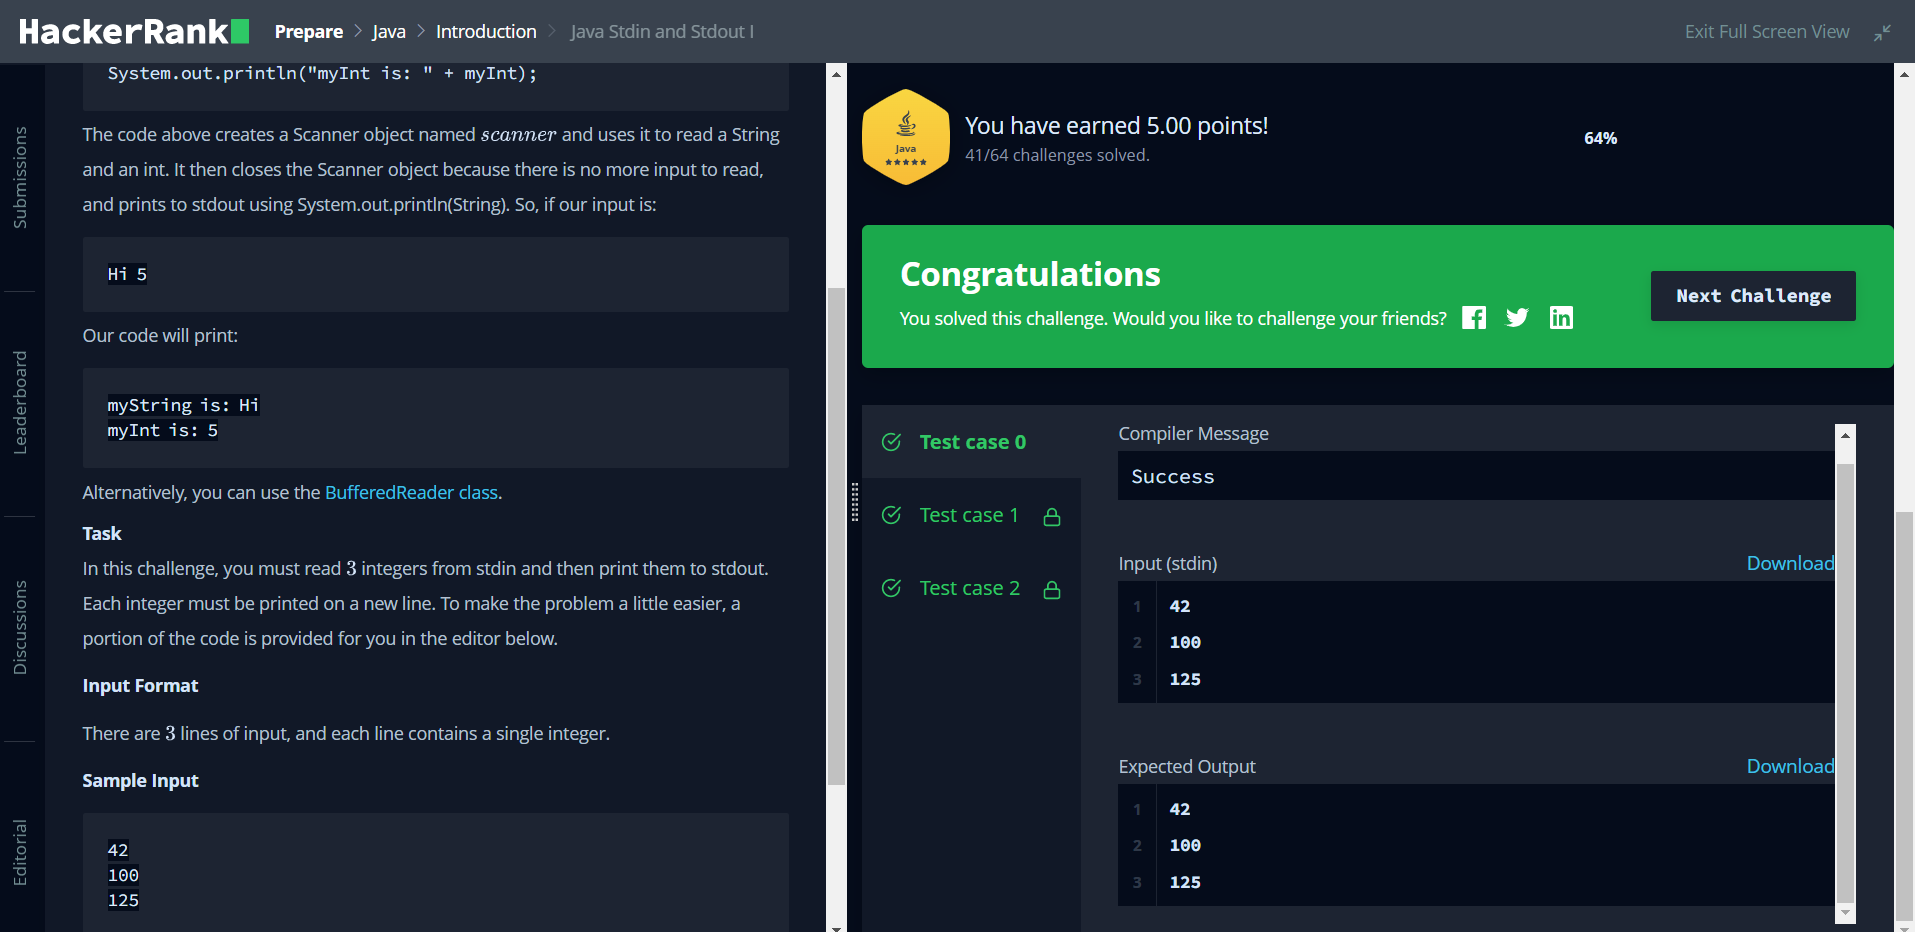 HackerRank
Prepare > Java > Introduction > Java Stdin and Stdout I
Exit Full Screen View
Submissions
Leaderboard
Discussions
Editorial
System.out.println("myInt is: " + myInt);
The code above creates a Scanner object named scanner and uses it to read a String
and an int. It then closes the Scanner object because there is no more input to read,
and prints to stdout using System.out.println(String). So, if our input is:
Hi 5
Our code will print:
myString is: Hi
myInt is: 5
Alternatively, you can use the BufferedReader class.
Task
In this challenge, you must read 3 integers from stdin and then print them to stdout.
Each integer must be printed on a new line. To make the problem a little easier, a
portion of the code is provided for you in the editor below.
Input Format
There are 3 lines of input, and each line contains a single integer.
Sample Input
42
100
125
Java
You have earned 5.00 points!
41/64 challenges solved.
64%
Congratulations
You solved this challenge. Would you like to challenge your friends?
Next Challenge
Test case 0
Test case 1
Test case 2
Compiler Message
Success
Input (stdin)
Download
1 42
2 100
3 125
Expected Output
Download
1 42
2 100
3 125